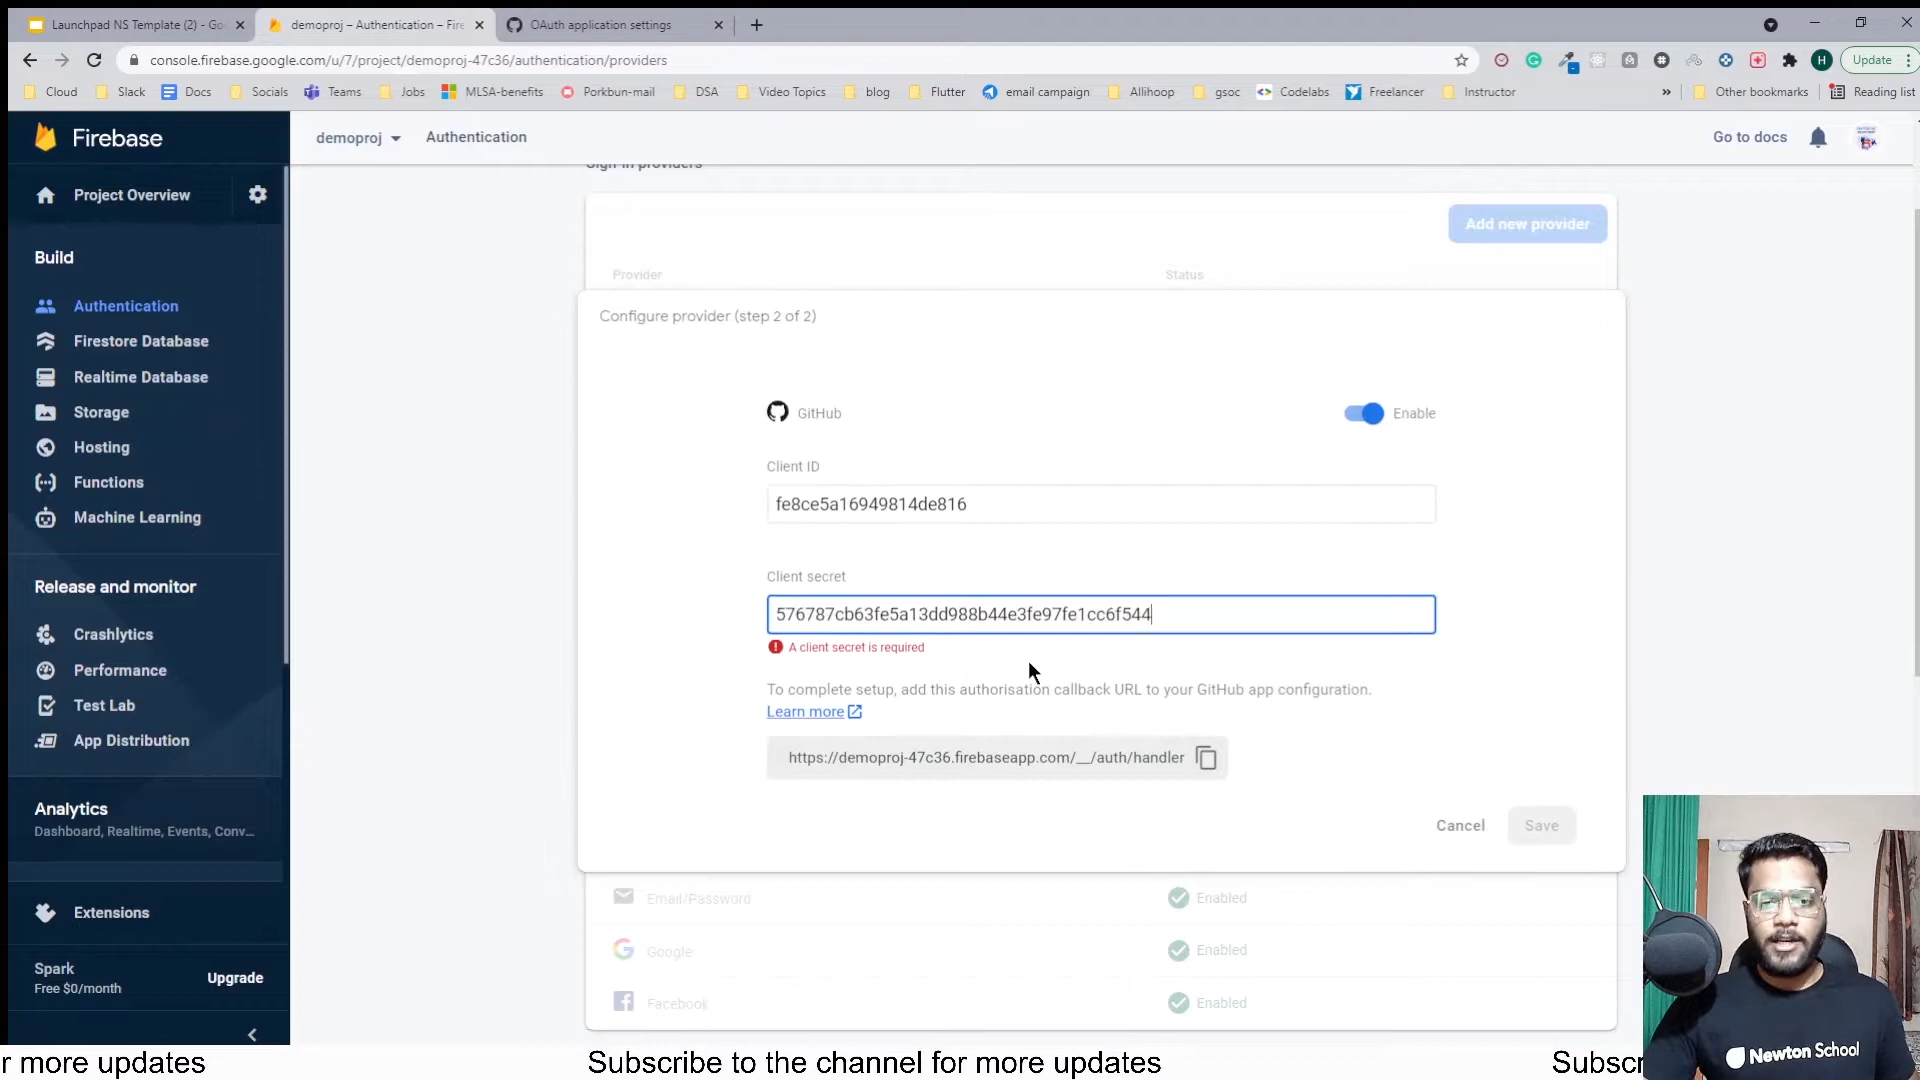 Launchpad NS Template (2) - Go
demoproj – Authentication – Fire
OAuth application settings
console.firebase.google.com/u/7/project/demoproj-47c36/authentication/providers
H
Update
Cloud
Slack
Docs
Socials
Teams
Jobs
MLSA-benefits
Porkbun-mail
DSA
Video Topics
blog
Flutter
email campaign
Allihoop
gsoc
Codelabs
Freelancer
Instructor
»
Other bookmarks
Reading list
Firebase
demoproj
Authentication
Go to docs
Project Overview
Build
Authentication
Firestore Database
Realtime Database
Storage
Hosting
Functions
Machine Learning
Release and monitor
Crashlytics
Performance
Test Lab
App Distribution
Analytics
Dashboard, Realtime, Events, Conv...
Extensions
Spark
Free $0/month
Upgrade
Sign-in providers
Add new provider
Provider
Status
Configure provider (step 2 of 2)
GitHub
Enable
Client ID
fe8ce5a16949814de816
Client secret
576787cb63fe5a13dd988b44e3fe97fe1cc6f544
A client secret is required
To complete setup, add this authorisation callback URL to your GitHub app configuration.
Learn more
https://demoproj-47c36.firebaseapp.com/__/auth/handler
Cancel
Save
Email/Password
Enabled
Google
Enabled
Facebook
Enabled
Newton School
r more updates
Subscribe to the channel for more updates
Subscr